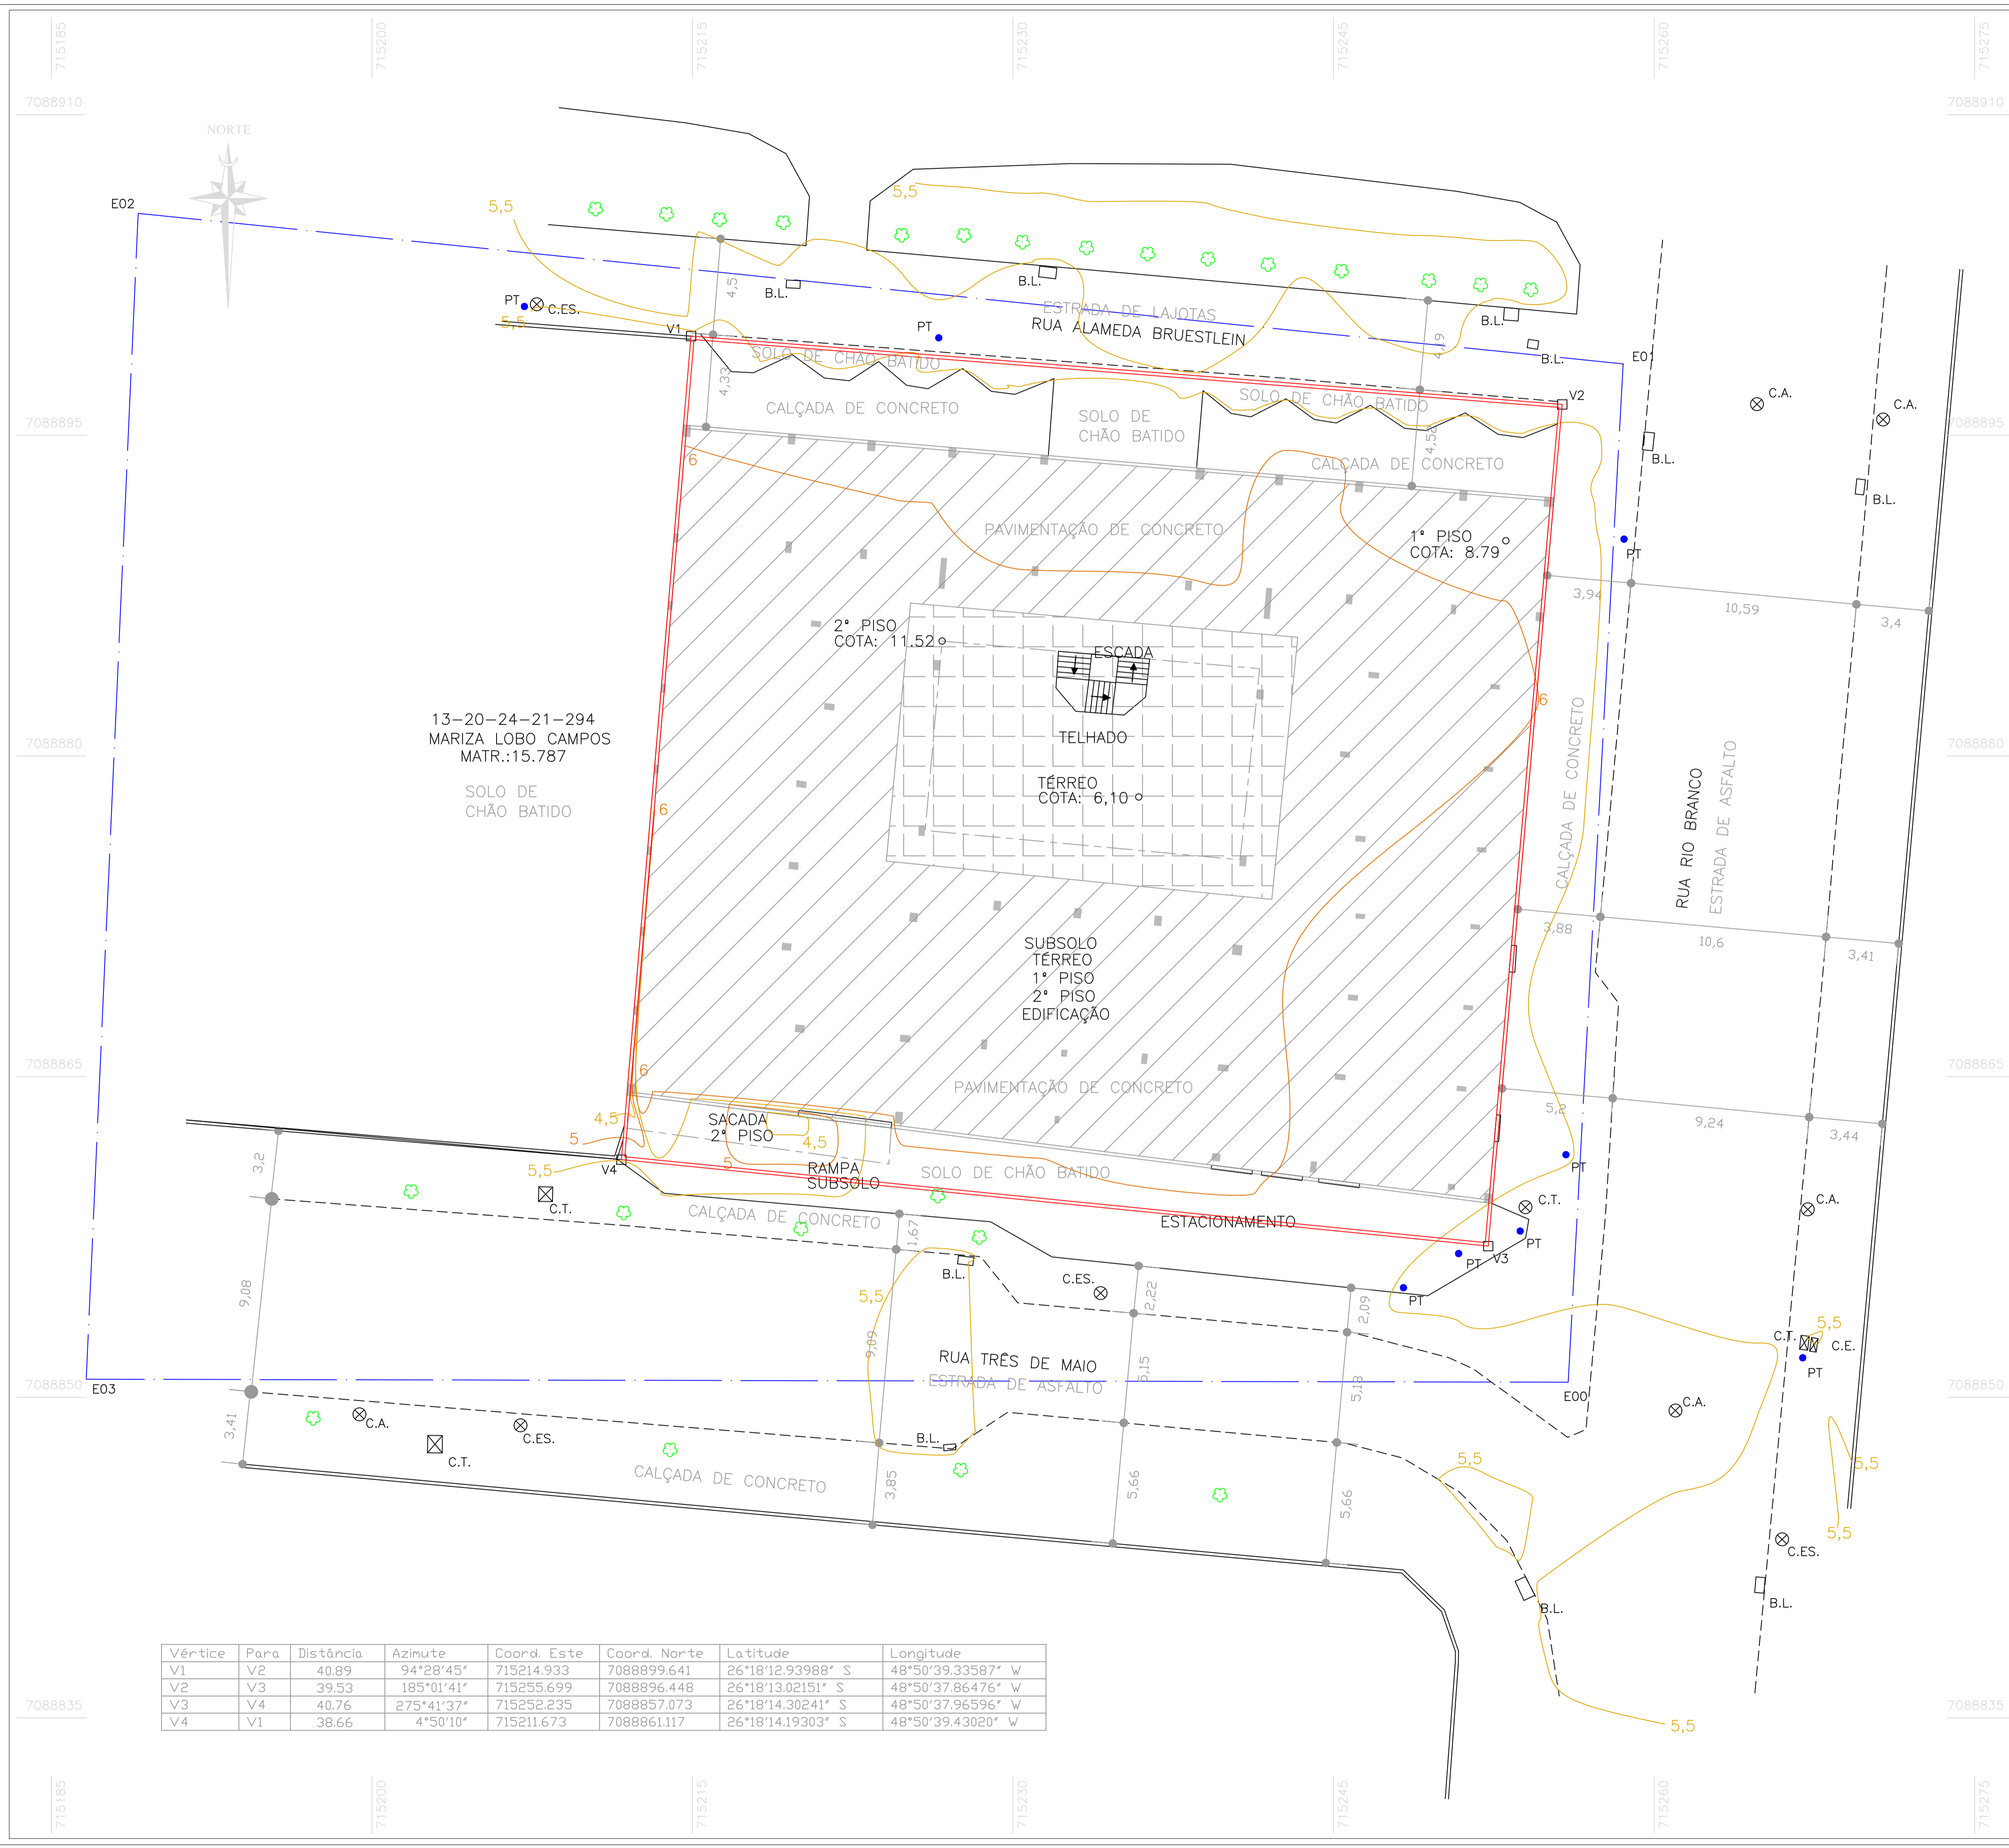 715185
715200
715215
715230
715245
715260
715275
7088910
7088910
NORTE
E02
5,5
5,5
4,5
B.L.
B.L.
ESTRADA DE LAJOTAS
RUA ALAMEDA BRUESTLEIN
B.L.
PT
C.ES.
5,5
V1
PT
4,19
B.L.
E01
SOLO DE CHÃO BATIDO
4,33
V2
C.A.
C.A.
SOLO DE CHÃO BATIDO
CALÇADA DE CONCRETO
SOLO DE
CHÃO BATIDO
7088895
7088895
4,58
6
CALÇADA DE CONCRETO
B.L.
B.L.
PAVIMENTAÇÃO DE CONCRETO
1° PISO
COTA: 8.79
PT
3,94
10,59
3,4
2° PISO
COTA: 11.52
ESCADA
6
13-20-24-21-294
MARIZA LOBO CAMPOS
MATR.:15.787
TELHADO
7088880
7088880
SOLO DE
CHÃO BATIDO
6
TÉRREO
COTA: 6,10
CALÇADA DE CONCRETO
RUA RIO BRANCO
ESTRADA DE ASFALTO
3,88
10,6
3,41
SUBSOLO
TÉRREO
1° PISO
2° PISO
EDIFICAÇÃO
7088865
7088865
6
PAVIMENTAÇÃO DE CONCRETO
4,5
SACADA
2° PISO
4,5
5,2
9,24
3,44
5
3,2
5,5
V4
5
RAMPA
SUBSOLO
SOLO DE CHÃO BATIDO
PT
C.T.
CALÇADA DE CONCRETO
1,67
ESTACIONAMENTO
C.T.
C.A.
PT
V3
PT
B.L.
C.ES.
2,22
PT
2,09
9,08
5,5
9,09
5,5
C.T.
C.E.
PT
RUA TRÊS DE MAIO
ESTRADA DE ASFALTO
5,15
5,13
7088850
7088850
E03
E00
C.A.
3,41
C.A.
C.ES.
C.T.
B.L.
CALÇADA DE CONCRETO
3,85
5,66
5,66
5,5
5,5
5,5
C.ES.
B.L.
B.L.
Vértice Para Distância Azimute Coord. Este Coord. Norte Latitude Longitude
V1 V2 40.89 94°28'45" 715214.933 7088899.641 26°18'12.93988" S 48°50'39.33587" W
V2 V3 39.53 185°01'41" 715255.699 7088896.448 26°18'13.02151" S 48°50'37.86476" W
V3 V4 40.76 275°41'37" 715252.235 7088857.073 26°18'14.30241" S 48°50'37.96596" W
V4 V1 38.66 4°50'10" 715211.673 7088861.117 26°18'14.19303" S 48°50'39.43020" W
7088835
7088835
5,5
715185
715200
715215
715230
715245
715260
715275